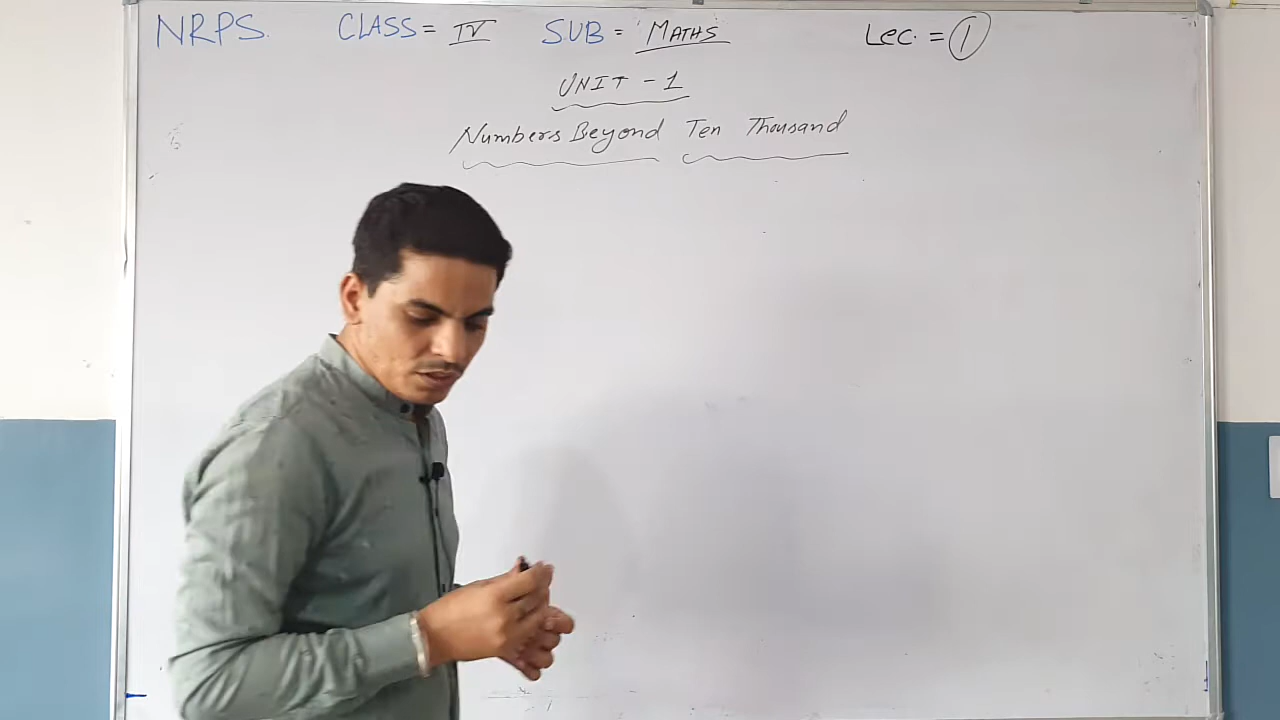 NRPS. CLASS = IV SUB = 'MATHS' Lec. = 1
UNIT - 1
Numbers Beyond Ten Thousand